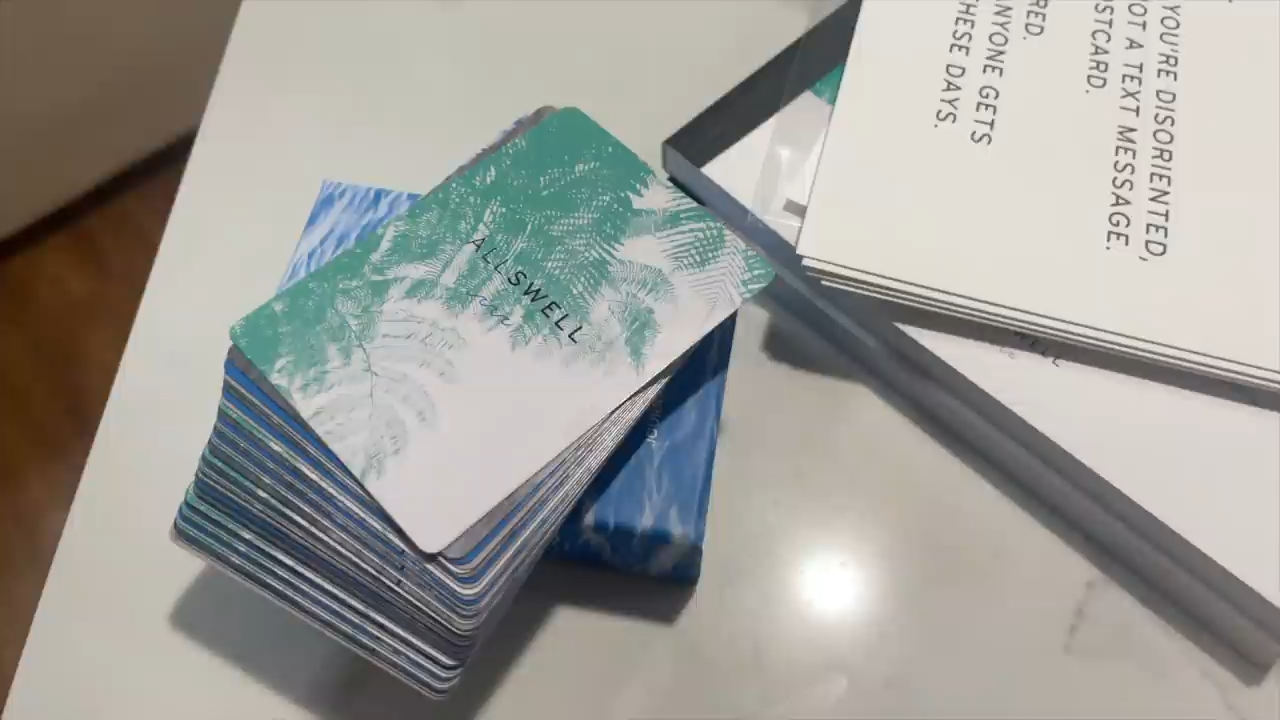 ALLSWELL
YOU'RE DISORIENTED,
OT A TEXT MESSAGE.
STCARD.
RED.
NYONE GETS
HESE DAYS.